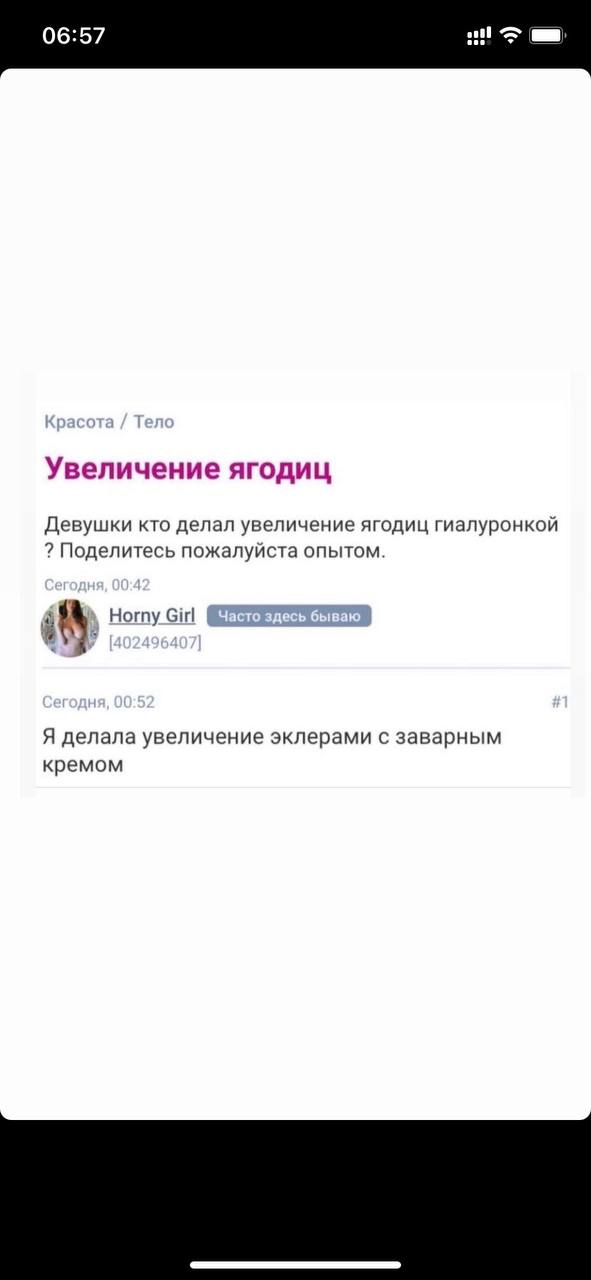 06:57
Красота / Тело
Увеличение ягодиц
Девушки кто делал увеличение ягодиц гиалуронкой
? Поделитесь пожалуйста опытом.
Сегодня, 00:42
Horny Girl Часто здесь бываю
[402496407]
Сегодня, 00:52 #1
Я делала увеличение эклерами с заварным
кремом